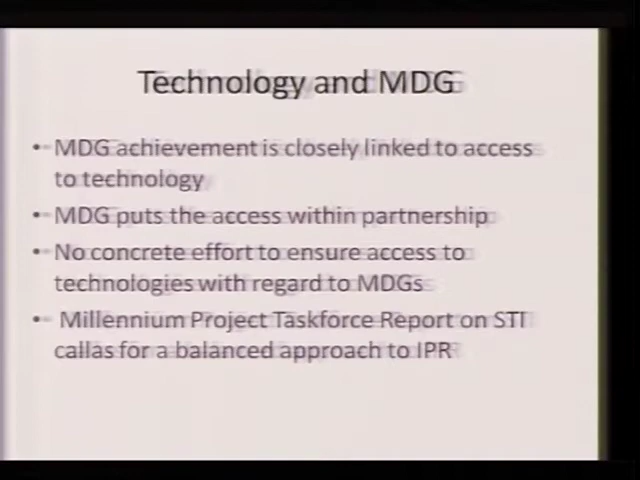 Technology and MDG
• MDG achievement is closely linked to access
to technology
• MDG puts the access within partnership
• No concrete effort to ensure access to
technologies with regard to MDGs
• Millennium Project Taskforce Report on STI
callas for a balanced approach to IPR